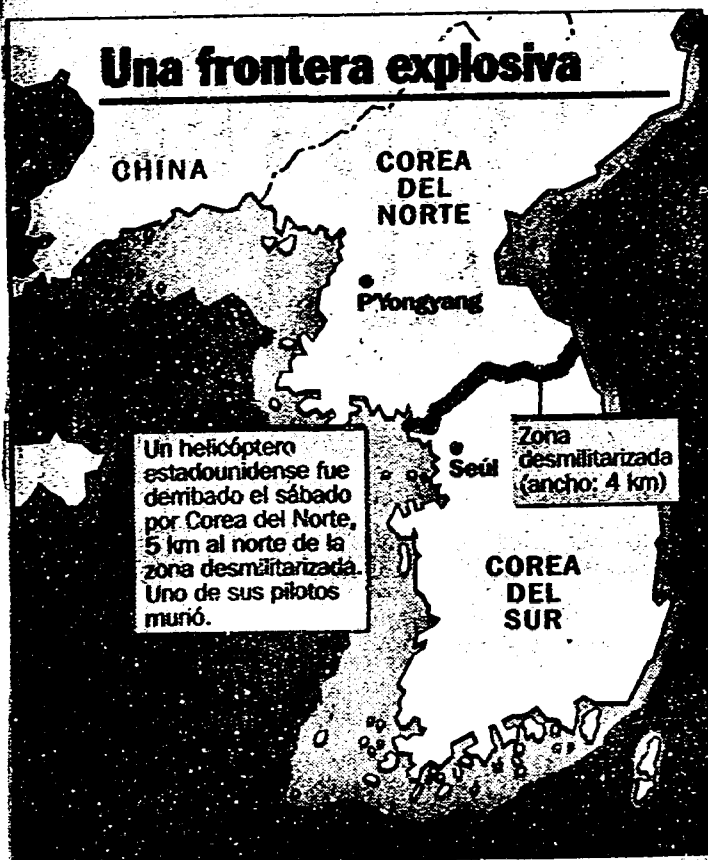 Una frontera explosiva
CHINA
COREA
DEL
NORTE
P'Yongyang
Un helicóptero
estadounidense fue
derribado el sábado
por Corea del Norte,
5 km al norte de la
zona desmilitarizada.
Uno de sus pilotos
murió.
Seúl
Zona
desmilitarizada
(ancho: 4 km)
COREA
DEL
SUR